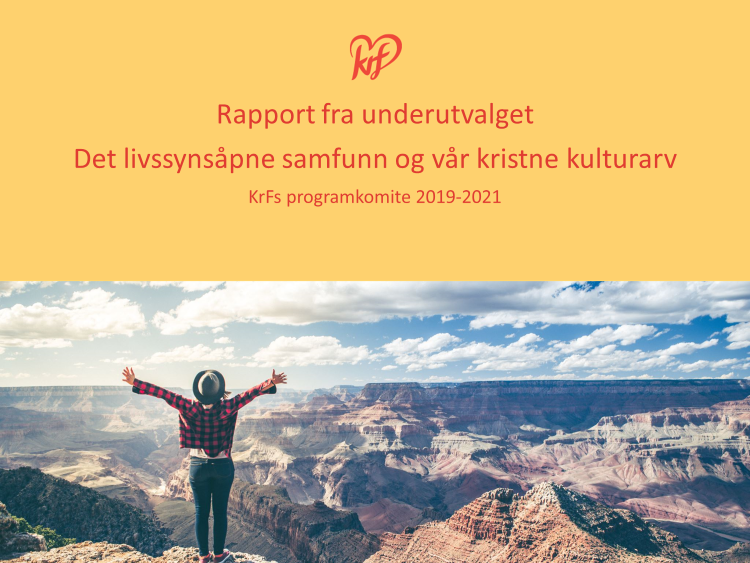 krf
Rapport fra underutvalget
Det livssynsåpne samfunn og vår kristne kulturarv
KrFs programkomite 2019-2021